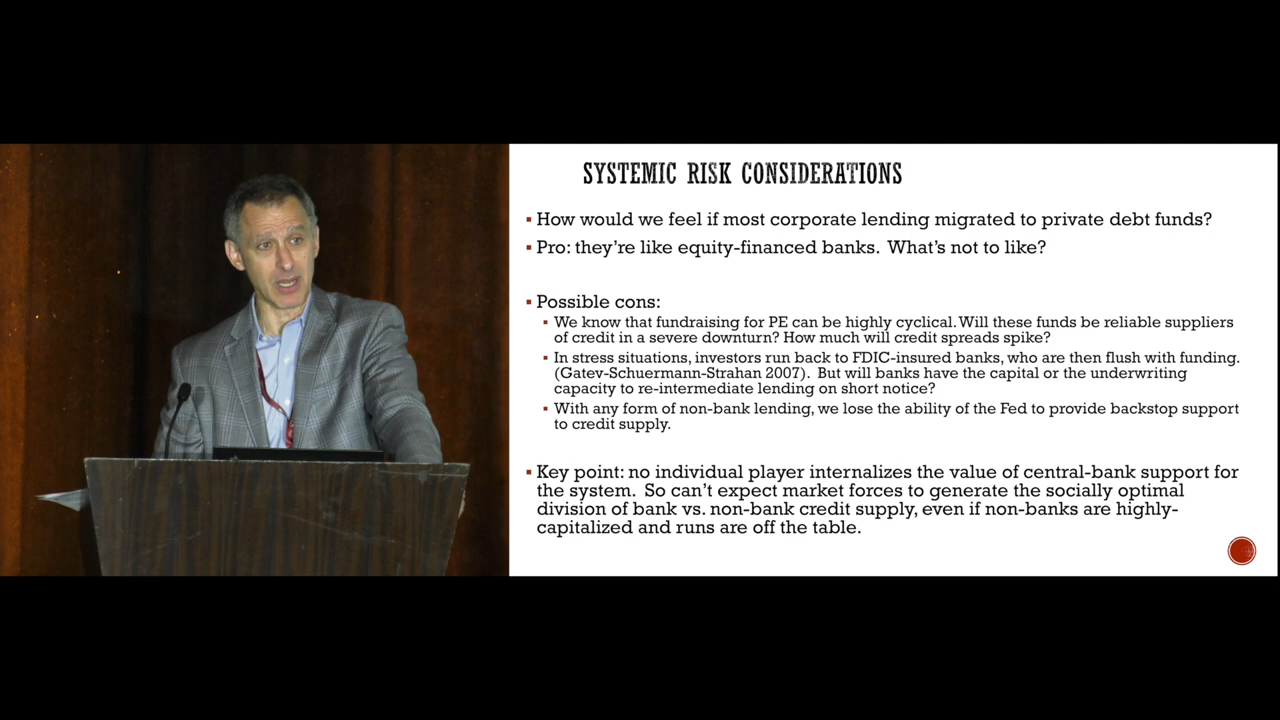 SYSTEMIC RISK CONSIDERATIONS
▪ How would we feel if most corporate lending migrated to private debt funds?
▪ Pro: they're like equity-financed banks. What's not to like?
▪ Possible cons:
▪ We know that fundraising for PE can be highly cyclical. Will these funds be reliable suppliers
of credit in a severe downturn? How much will credit spreads spike?
▪ In stress situations, investors run back to FDIC-insured banks, who are then flush with funding.
(Gatev-Schuermann-Strahan 2007). But will banks have the capital or the underwriting
capacity to re-intermediate lending on short notice?
▪ With any form of non-bank lending, we lose the ability of the Fed to provide backstop support
to credit supply.
▪ Key point: no individual player internalizes the value of central-bank support for
the system. So can't expect market forces to generate the socially optimal
division of bank vs. non-bank credit supply, even if non-banks are highly-
capitalized and runs are off the table.